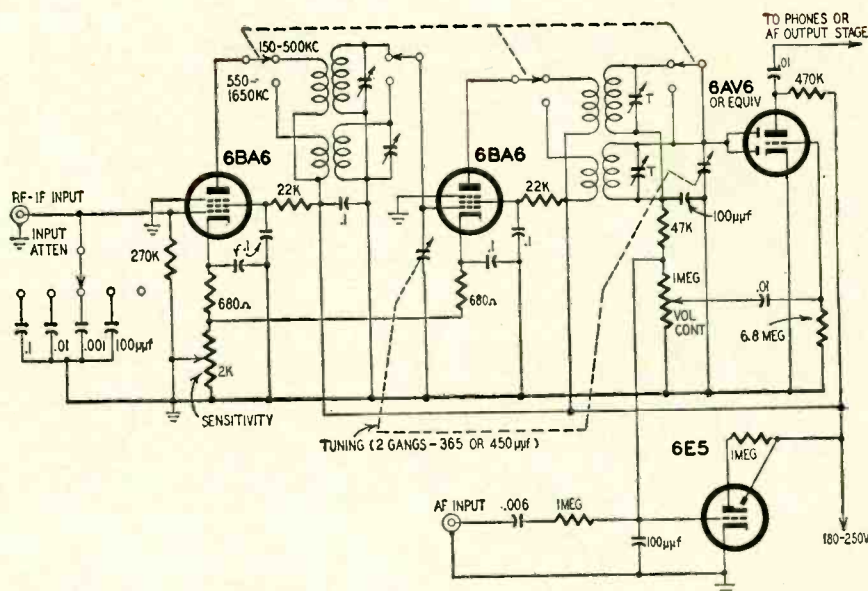 TO PHONES OR
AF OUTPUT STAGE
150-500KC
.01
550-
1650KC
6AV6
OR EQUIV
470K
T
6BA6
6BA6
T
RF-IF INPUT
22K
22K
.1
100µµf
INPUT
ATTEN
270K
.1
.1
.1
47K
680Ω
680Ω
1MEG
.01
VOL
CONT
6.8 MEG
.1
.01
.001
100µµf
2K
SENSITIVITY
TUNING (2 GANGS-365 OR 450µµf)
6E5
1MEG
AF INPUT
.006
1MEG
100µµf
180-250V